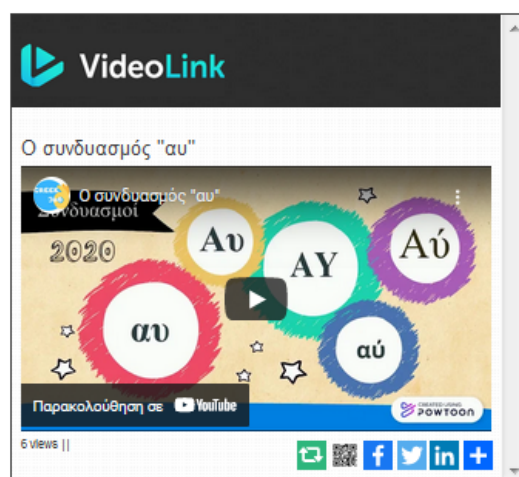 VideoLink
Ο συνδυασμός "αυ"
Ο συνδυασμός "αυ"
Συνδυασμοί
2020
Αυ
ΑΥ
Αύ
αυ
αύ
Παρακολούθηση σε YouTube
CREATED USING
POWTOON
6 views ||